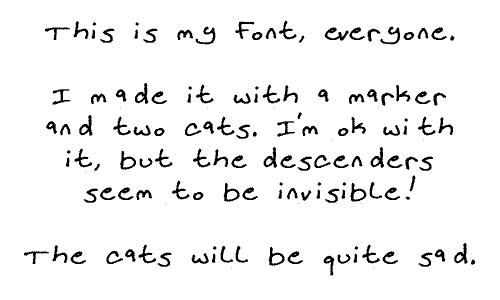 This is my font, everyone.
I made it with a marker
and two cats. I'm ok with
it, but the descenders
seem to be invisible!
The cats will be quite sad.